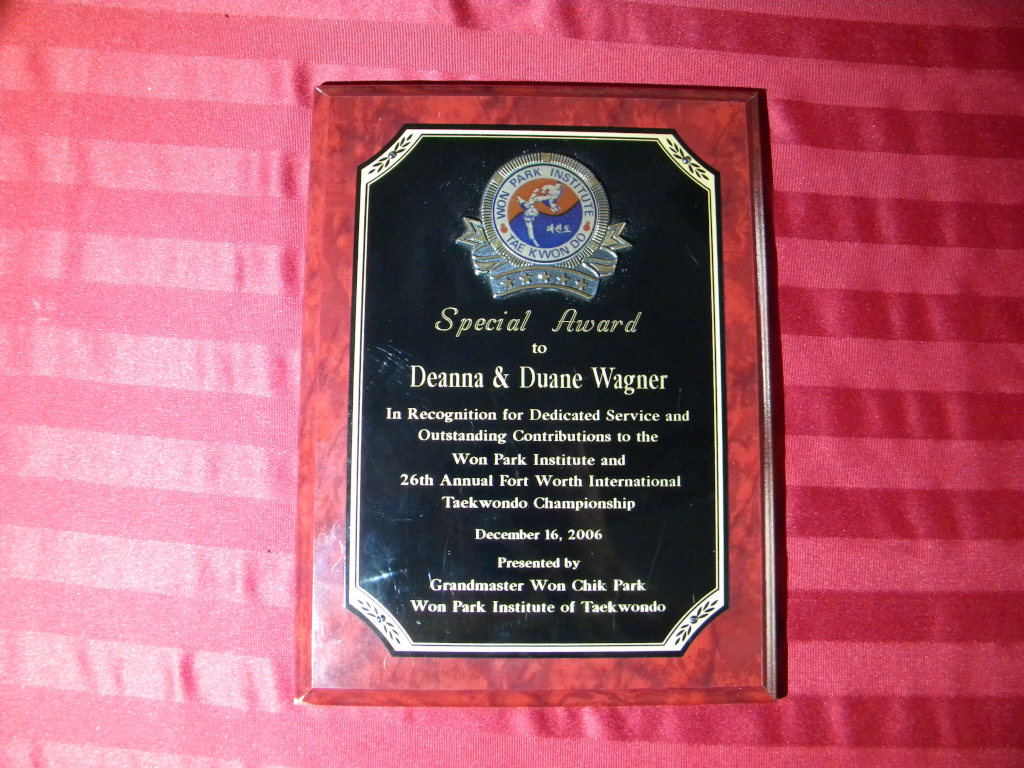 WON PARK INSTITUTE
태권도
TAE KWON DO
Special Award
to
Deanna & Duane Wagner
In Recognition for Dedicated Service and
Outstanding Contributions to the
Won Park Institute and
26th Annual Fort Worth International
Taekwondo Championship
December 16, 2006
Presented by
Grandmaster Won Chik Park
Won Park Institute of Taekwondo